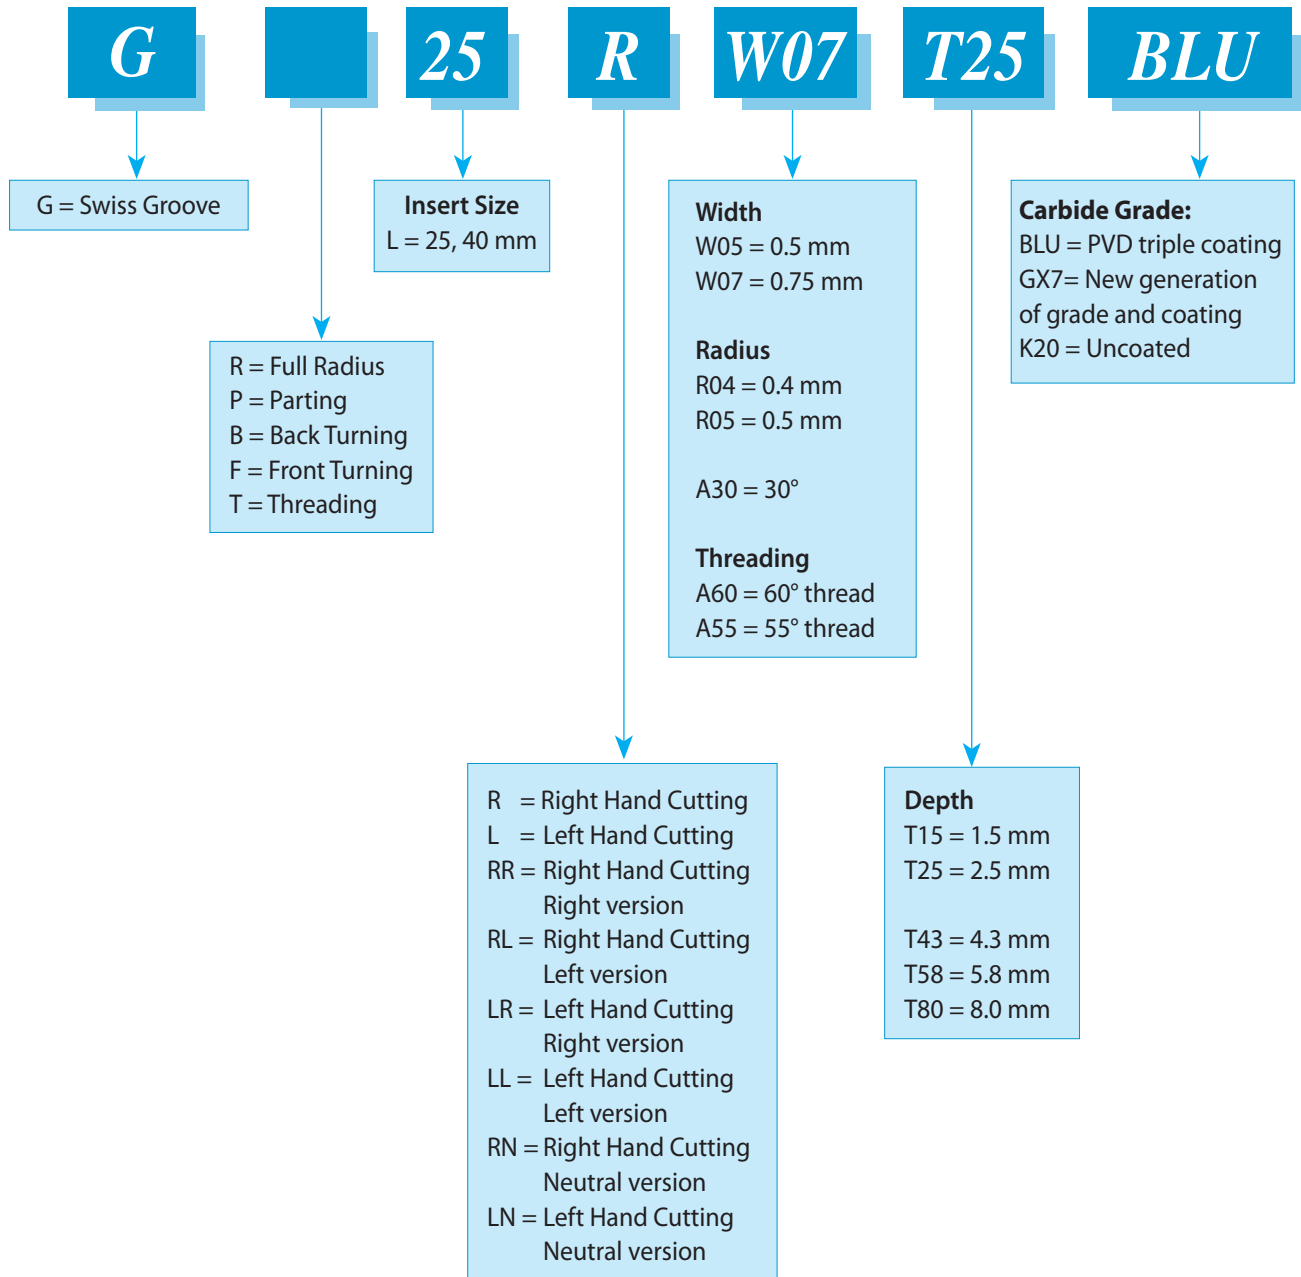 G 25 R W07 T25 BLU
G = Swiss Groove
R = Full Radius
P = Parting
B = Back Turning
F = Front Turning
T = Threading
Insert Size
L = 25, 40 mm
R = Right Hand Cutting
L = Left Hand Cutting
RR = Right Hand Cutting
Right version
RL = Right Hand Cutting
Left version
LR = Left Hand Cutting
Right version
LL = Left Hand Cutting
Left version
RN = Right Hand Cutting
Neutral version
LN = Left Hand Cutting
Neutral version
Width
W05 = 0.5 mm
W07 = 0.75 mm
Radius
R04 = 0.4 mm
R05 = 0.5 mm
A30 = 30°
Threading
A60 = 60° thread
A55 = 55° thread
Depth
T15 = 1.5 mm
T25 = 2.5 mm
T43 = 4.3 mm
T58 = 5.8 mm
T80 = 8.0 mm
Carbide Grade:
BLU = PVD triple coating
GX7= New generation
of grade and coating
K20 = Uncoated